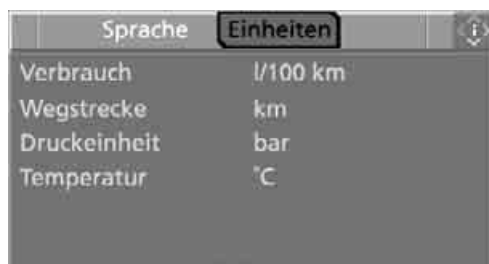 Sprache Einheiten
Verbrauch l/100 km
Wegstrecke km
Druckeinheit bar
Temperatur °C